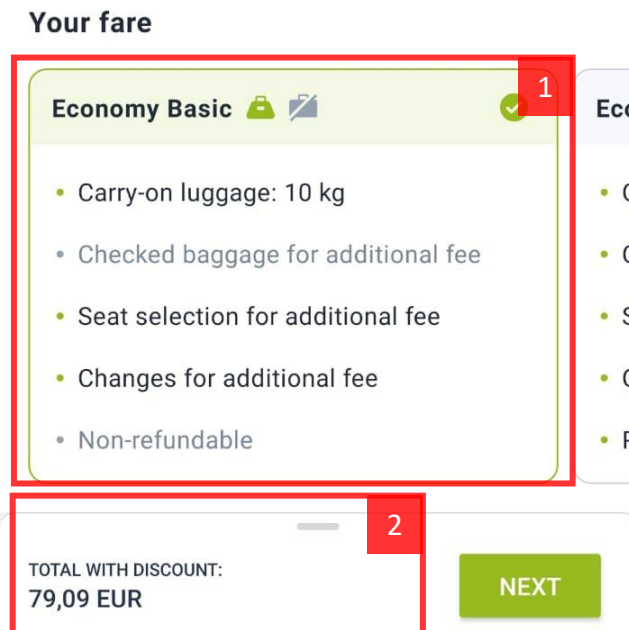 Your fare
1
Economy Basic
Carry-on luggage: 10 kg
Checked baggage for additional fee
Seat selection for additional fee
Changes for additional fee
Non-refundable
2
TOTAL WITH DISCOUNT:
79,09 EUR
NEXT